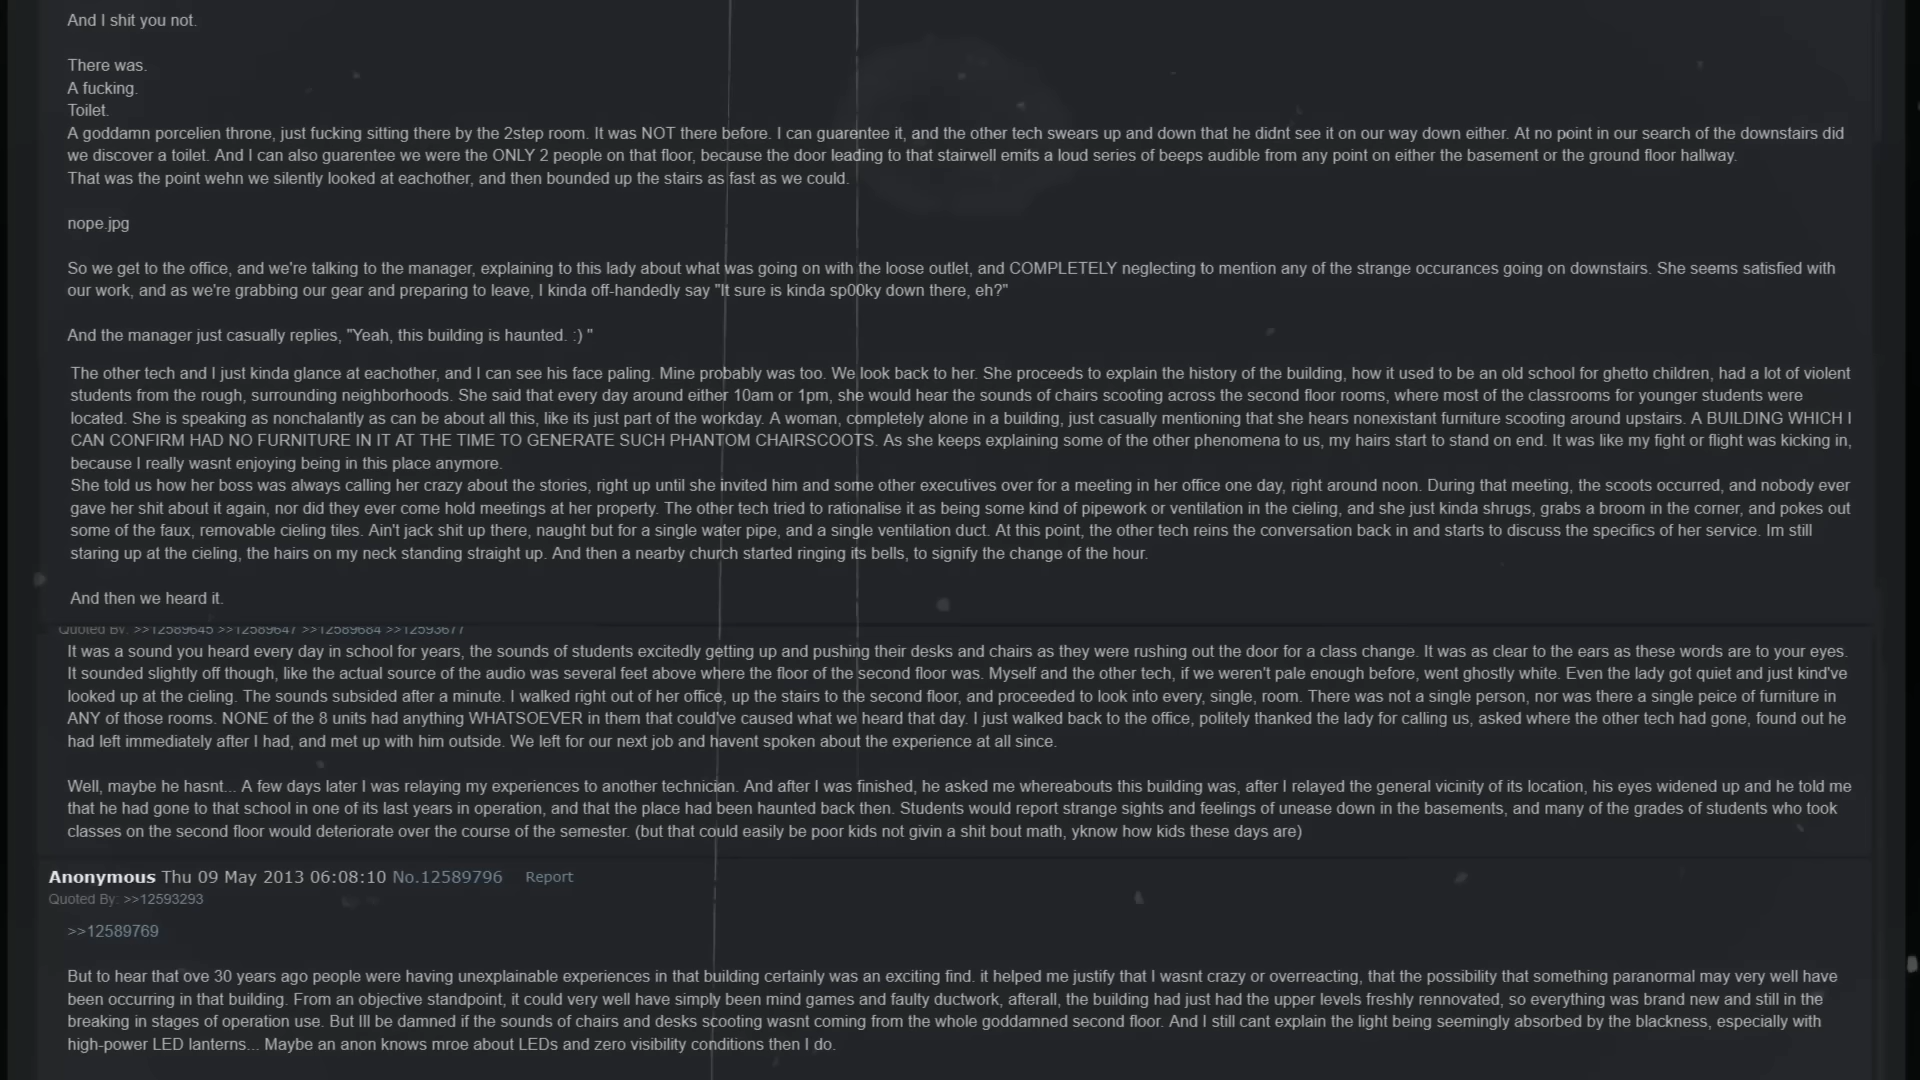 And I shit you not.
There was.
A fucking.
Toilet.
A goddamn porcelien throne, just fucking sitting there by the 2step room. It was NOT there before. I can guarentee it, and the other tech swears up and down that he didnt see it on our way down either. At no point in our search of the downstairs did
we discover a toilet. And I can also guarentee we were the ONLY 2 people on that floor, because the door leading to that stairwell emits a loud series of beeps audible from any point on either the basement or the ground floor hallway.
That was the point wehn we silently looked at eachother, and then bounded up the stairs as fast as we could.
nope.jpg
So we get to the office, and we're talking to the manager, explaining to this lady about what was going on with the loose outlet, and COMPLETELY neglecting to mention any of the strange occurances going on downstairs. She seems satisfied with
our work, and as we're grabbing our gear and preparing to leave, I kinda off-handedly say "It sure is kinda sp00ky down there, eh?"
And the manager just casually replies, "Yeah, this building is haunted. :) "
The other tech and I just kinda glance at eachother, and I can see his face paling. Mine probably was too. We look back to her. She proceeds to explain the history of the building, how it used to be an old school for ghetto children, had a lot of violent
students from the rough, surrounding neighborhoods. She said that every day around either 10am or 1pm, she would hear the sounds of chairs scooting across the second floor rooms, where most of the classrooms for younger students were
located. She is speaking as nonchalantly as can be about all this, like its just part of the workday. A woman, completely alone in a building, just casually mentioning that she hears nonexistant furniture scooting around upstairs. A BUILDING WHICH I
CAN CONFIRM HAD NO FURNITURE IN IT AT THE TIME TO GENERATE SUCH PHANTOM CHAIRSCOOTS. As she keeps explaining some of the other phenomena to us, my hairs start to stand on end. It was like my fight or flight was kicking in,
because I really wasnt enjoying being in this place anymore.
She told us how her boss was always calling her crazy about the stories, right up until she invited him and some other executives over for a meeting in her office one day, right around noon. During that meeting, the scoots occurred, and nobody ever
gave her shit about it again, nor did they ever come hold meetings at her property. The other tech tried to rationalise it as being some kind of pipework or ventilation in the cieling, and she just kinda shrugs, grabs a broom in the corner, and pokes out
some of the faux, removable cieling tiles. Ain't jack shit up there, naught but for a single water pipe, and a single ventilation duct. At this point, the other tech reins the conversation back in and starts to discuss the specifics of her service. Im still
staring up at the cieling, the hairs on my neck standing straight up. And then a nearby church started ringing its bells, to signify the change of the hour.
And then we heard it.
Quoted By: >>12589645 >>12589647 >>12589684 >>12593677
It was a sound you heard every day in school for years, the sounds of students excitedly getting up and pushing their desks and chairs as they were rushing out the door for a class change. It was as clear to the ears as these words are to your eyes.
It sounded slightly off though, like the actual source of the audio was several feet above where the floor of the second floor was. Myself and the other tech, if we weren't pale enough before, went ghostly white. Even the lady got quiet and just kind've
looked up at the cieling. The sounds subsided after a minute. I walked right out of her office, up the stairs to the second floor, and proceeded to look into every, single, room. There was not a single person, nor was there a single peice of furniture in
ANY of those rooms. NONE of the 8 units had anything WHATSOEVER in them that could've caused what we heard that day. I just walked back to the office, politely thanked the lady for calling us, asked where the other tech had gone, found out he
had left immediately after I had, and met up with him outside. We left for our next job and havent spoken about the experience at all since.
Well, maybe he hasnt... A few days later I was relaying my experiences to another technician. And after I was finished, he asked me whereabouts this building was, after I relayed the general vicinity of its location, his eyes widened up and he told me
that he had gone to that school in one of its last years in operation, and that the place had been haunted back then. Students would report strange sights and feelings of unease down in the basements, and many of the grades of students who took
classes on the second floor would deteriorate over the course of the semester. (but that could easily be poor kids not givin a shit bout math, yknow how kids these days are)
Anonymous Thu 09 May 2013 06:08:10 No.12589796 Report
Quoted By: >>12593293
>>12589769
But to hear that ove 30 years ago people were having unexplainable experiences in that building certainly was an exciting find. it helped me justify that I wasnt crazy or overreacting, that the possibility that something paranormal may very well have
been occurring in that building. From an objective standpoint, it could very well have simply been mind games and faulty ductwork, afterall, the building had just had the upper levels freshly rennovated, so everything was brand new and still in the
breaking in stages of operation use. But Ill be damned if the sounds of chairs and desks scooting wasnt coming from the whole goddamned second floor. And I still cant explain the light being seemingly absorbed by the blackness, especially with
high-power LED lanterns... Maybe an anon knows mroe about LEDs and zero visibility conditions then I do.